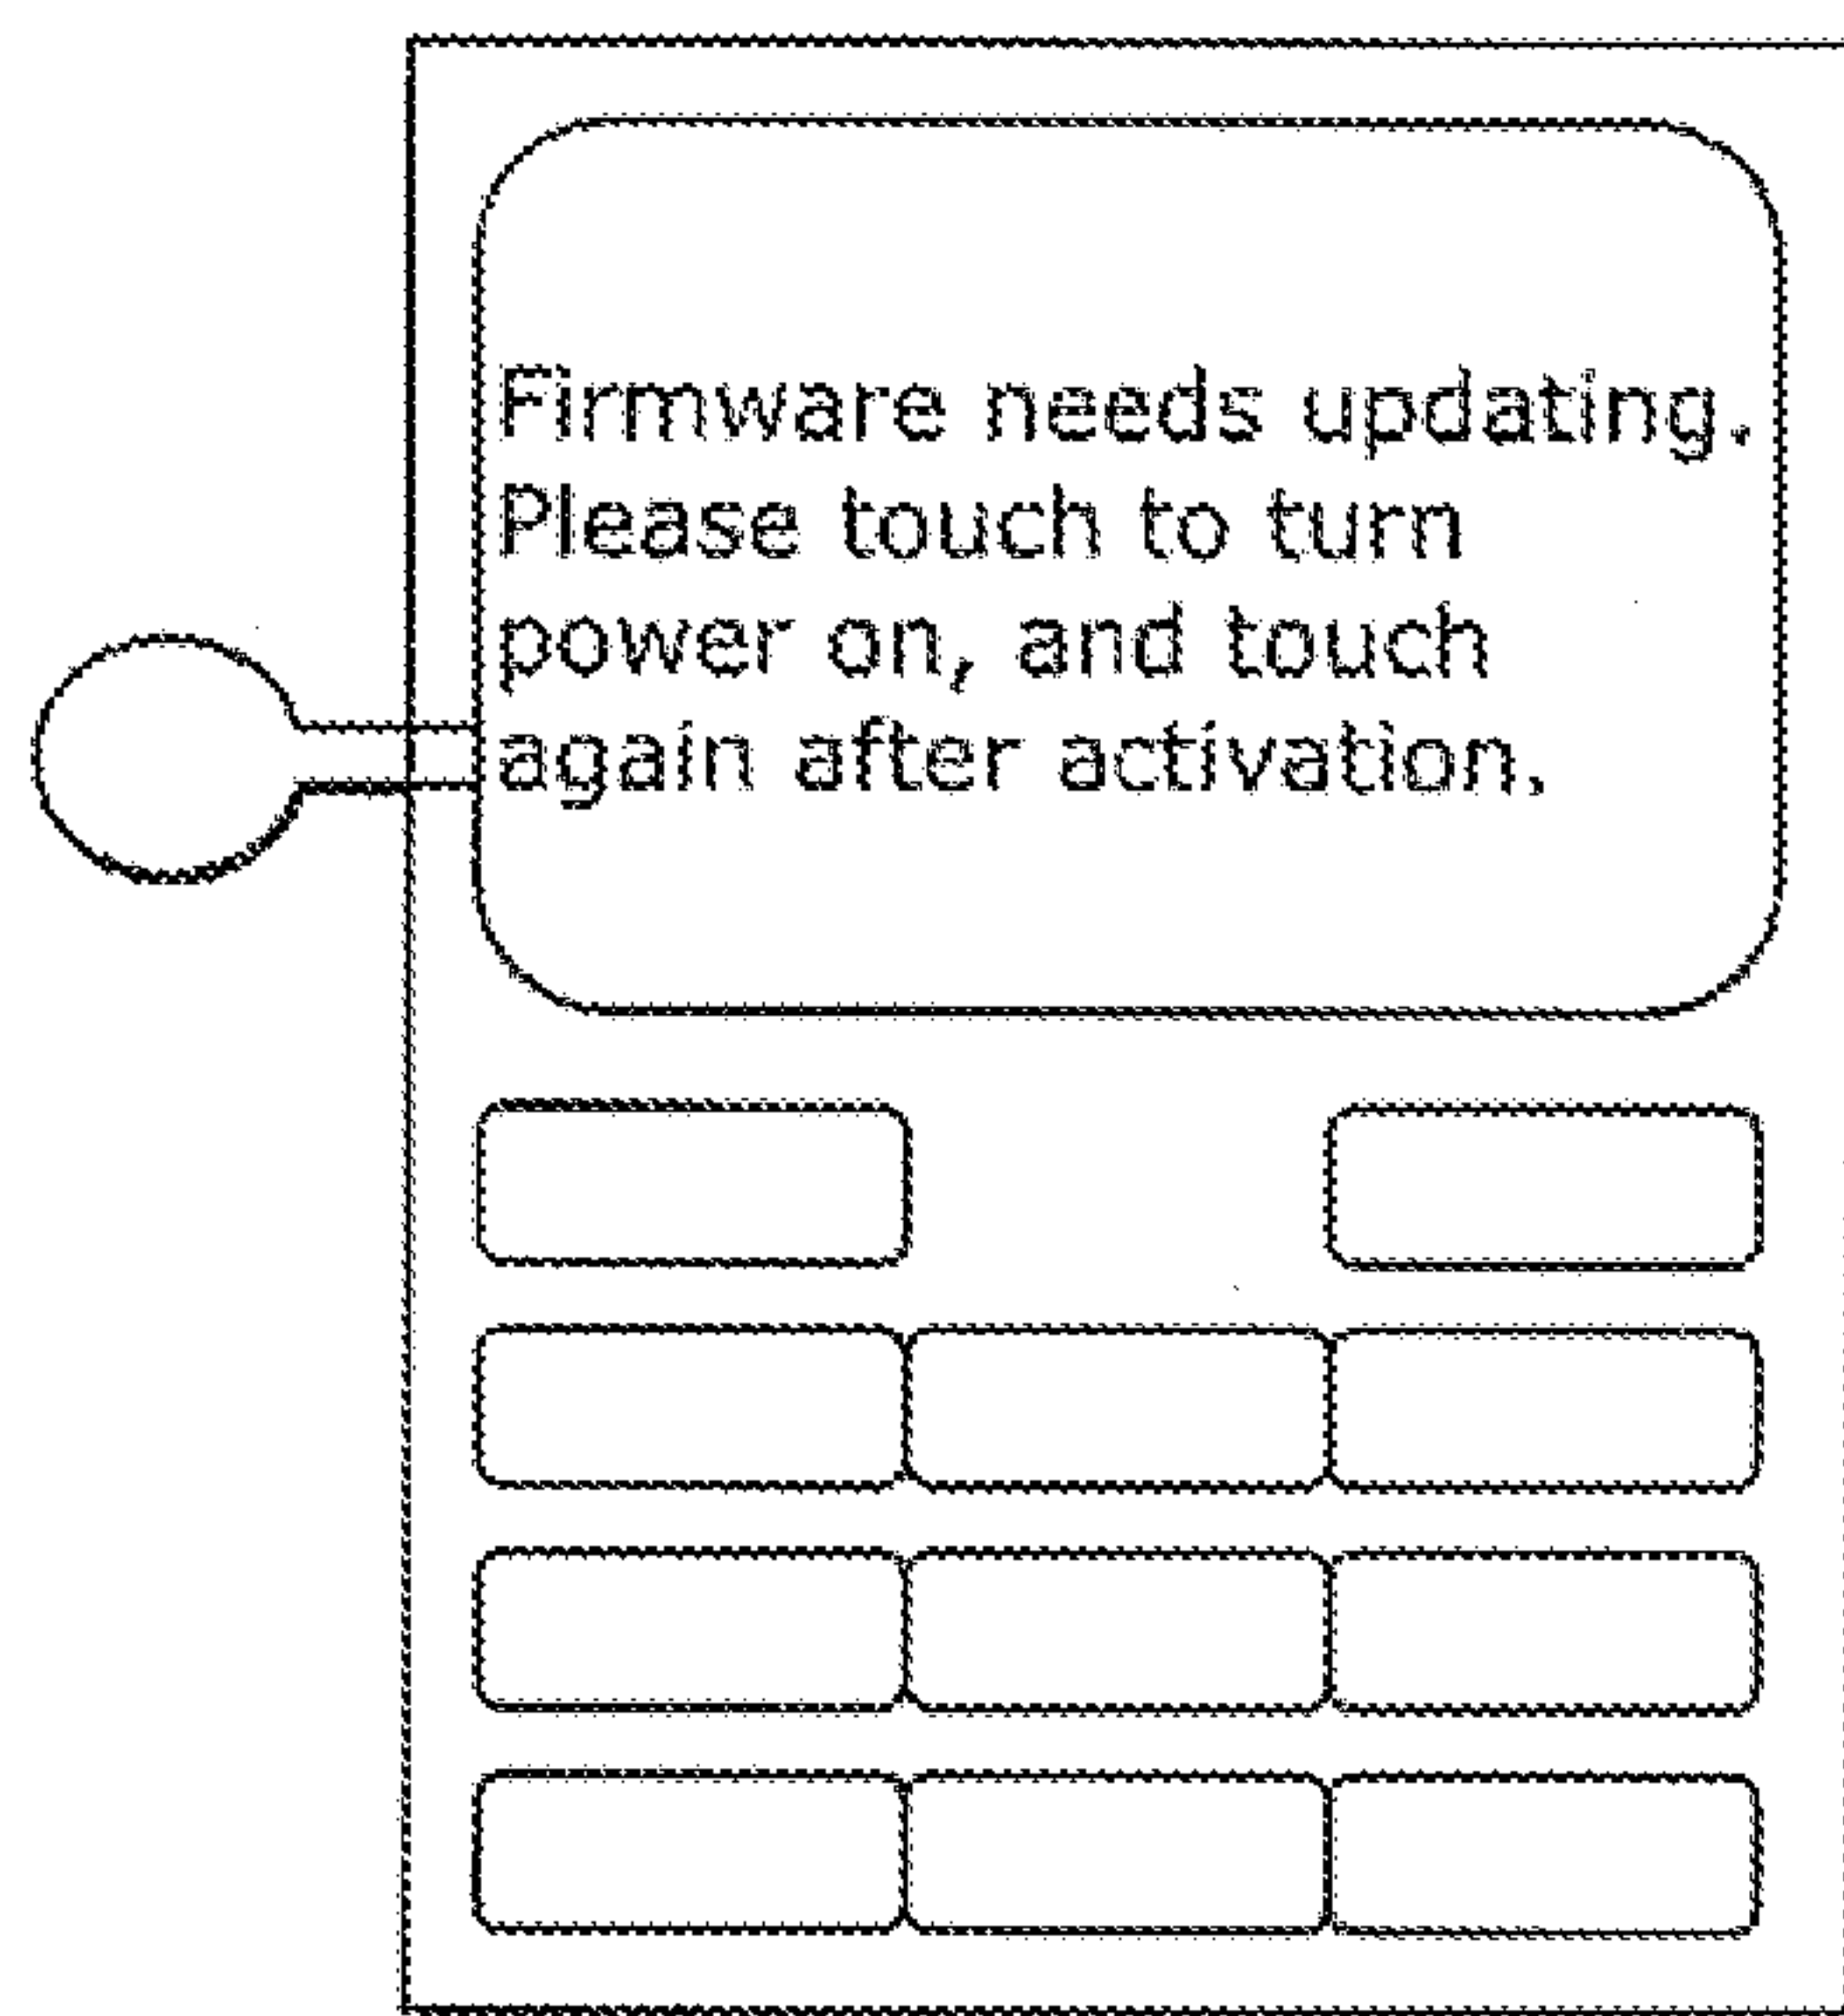 Firmware needs updating.
Please touch to turn
power on, and touch
again after activation.